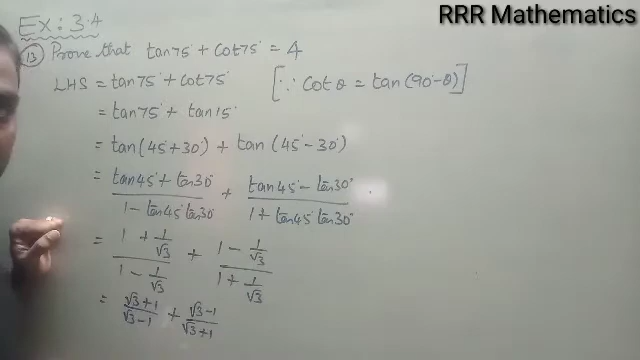 RRR Mathematics
Ex: 3.4
(13) Prove that tan75° + cot75° = 4
LHS = tan75° + cot75° [∵ cot θ = tan(90°-θ)]
= tan75° + tan15°
= tan(45°+30°) + tan(45°-30°)
= (tan45° + tan30°)/(1 - tan45° tan30°) + (tan45° - tan30°)/(1 + tan45° tan30°)
= (1 + 1/√3)/(1 - 1/√3) + (1 - 1/√3)/(1 + 1/√3)
= (√3+1)/(√3-1) + (√3-1)/(√3+1)